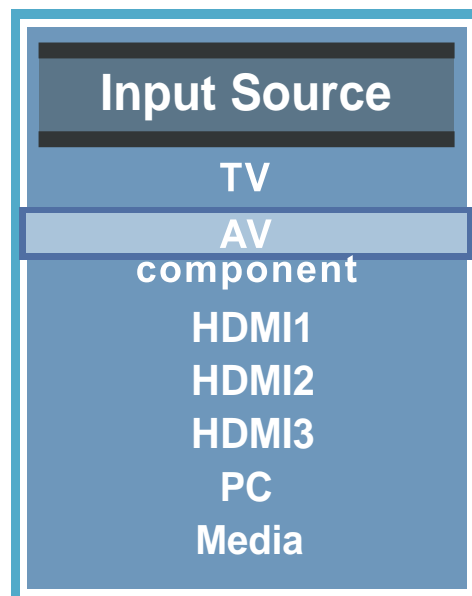 Input Source
TV
AV
component
HDMI1
HDMI2
HDMI3
PC
Media